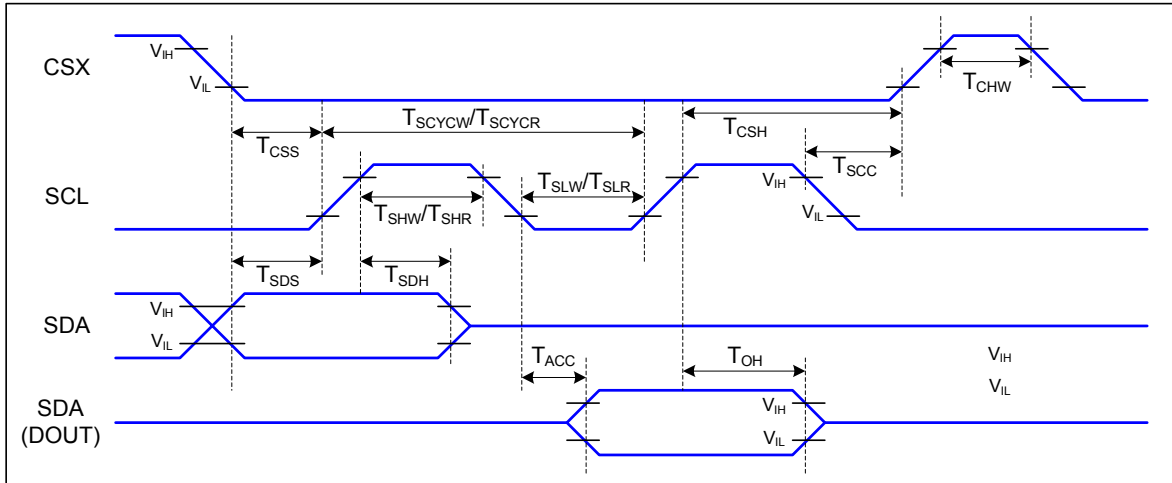 CSX
VIH
VIL
TCHW
TSCYCW/TSCYCR
TCSH
TCSS
TSCC
SCL
TSLW/TSLR
TSHW/TSHR
VIH
VIL
TSDS
TSDH
SDA
VIH
VIL
TACC
TOH
VIH
VIL
SDA
(DOUT)
VIH
VIL